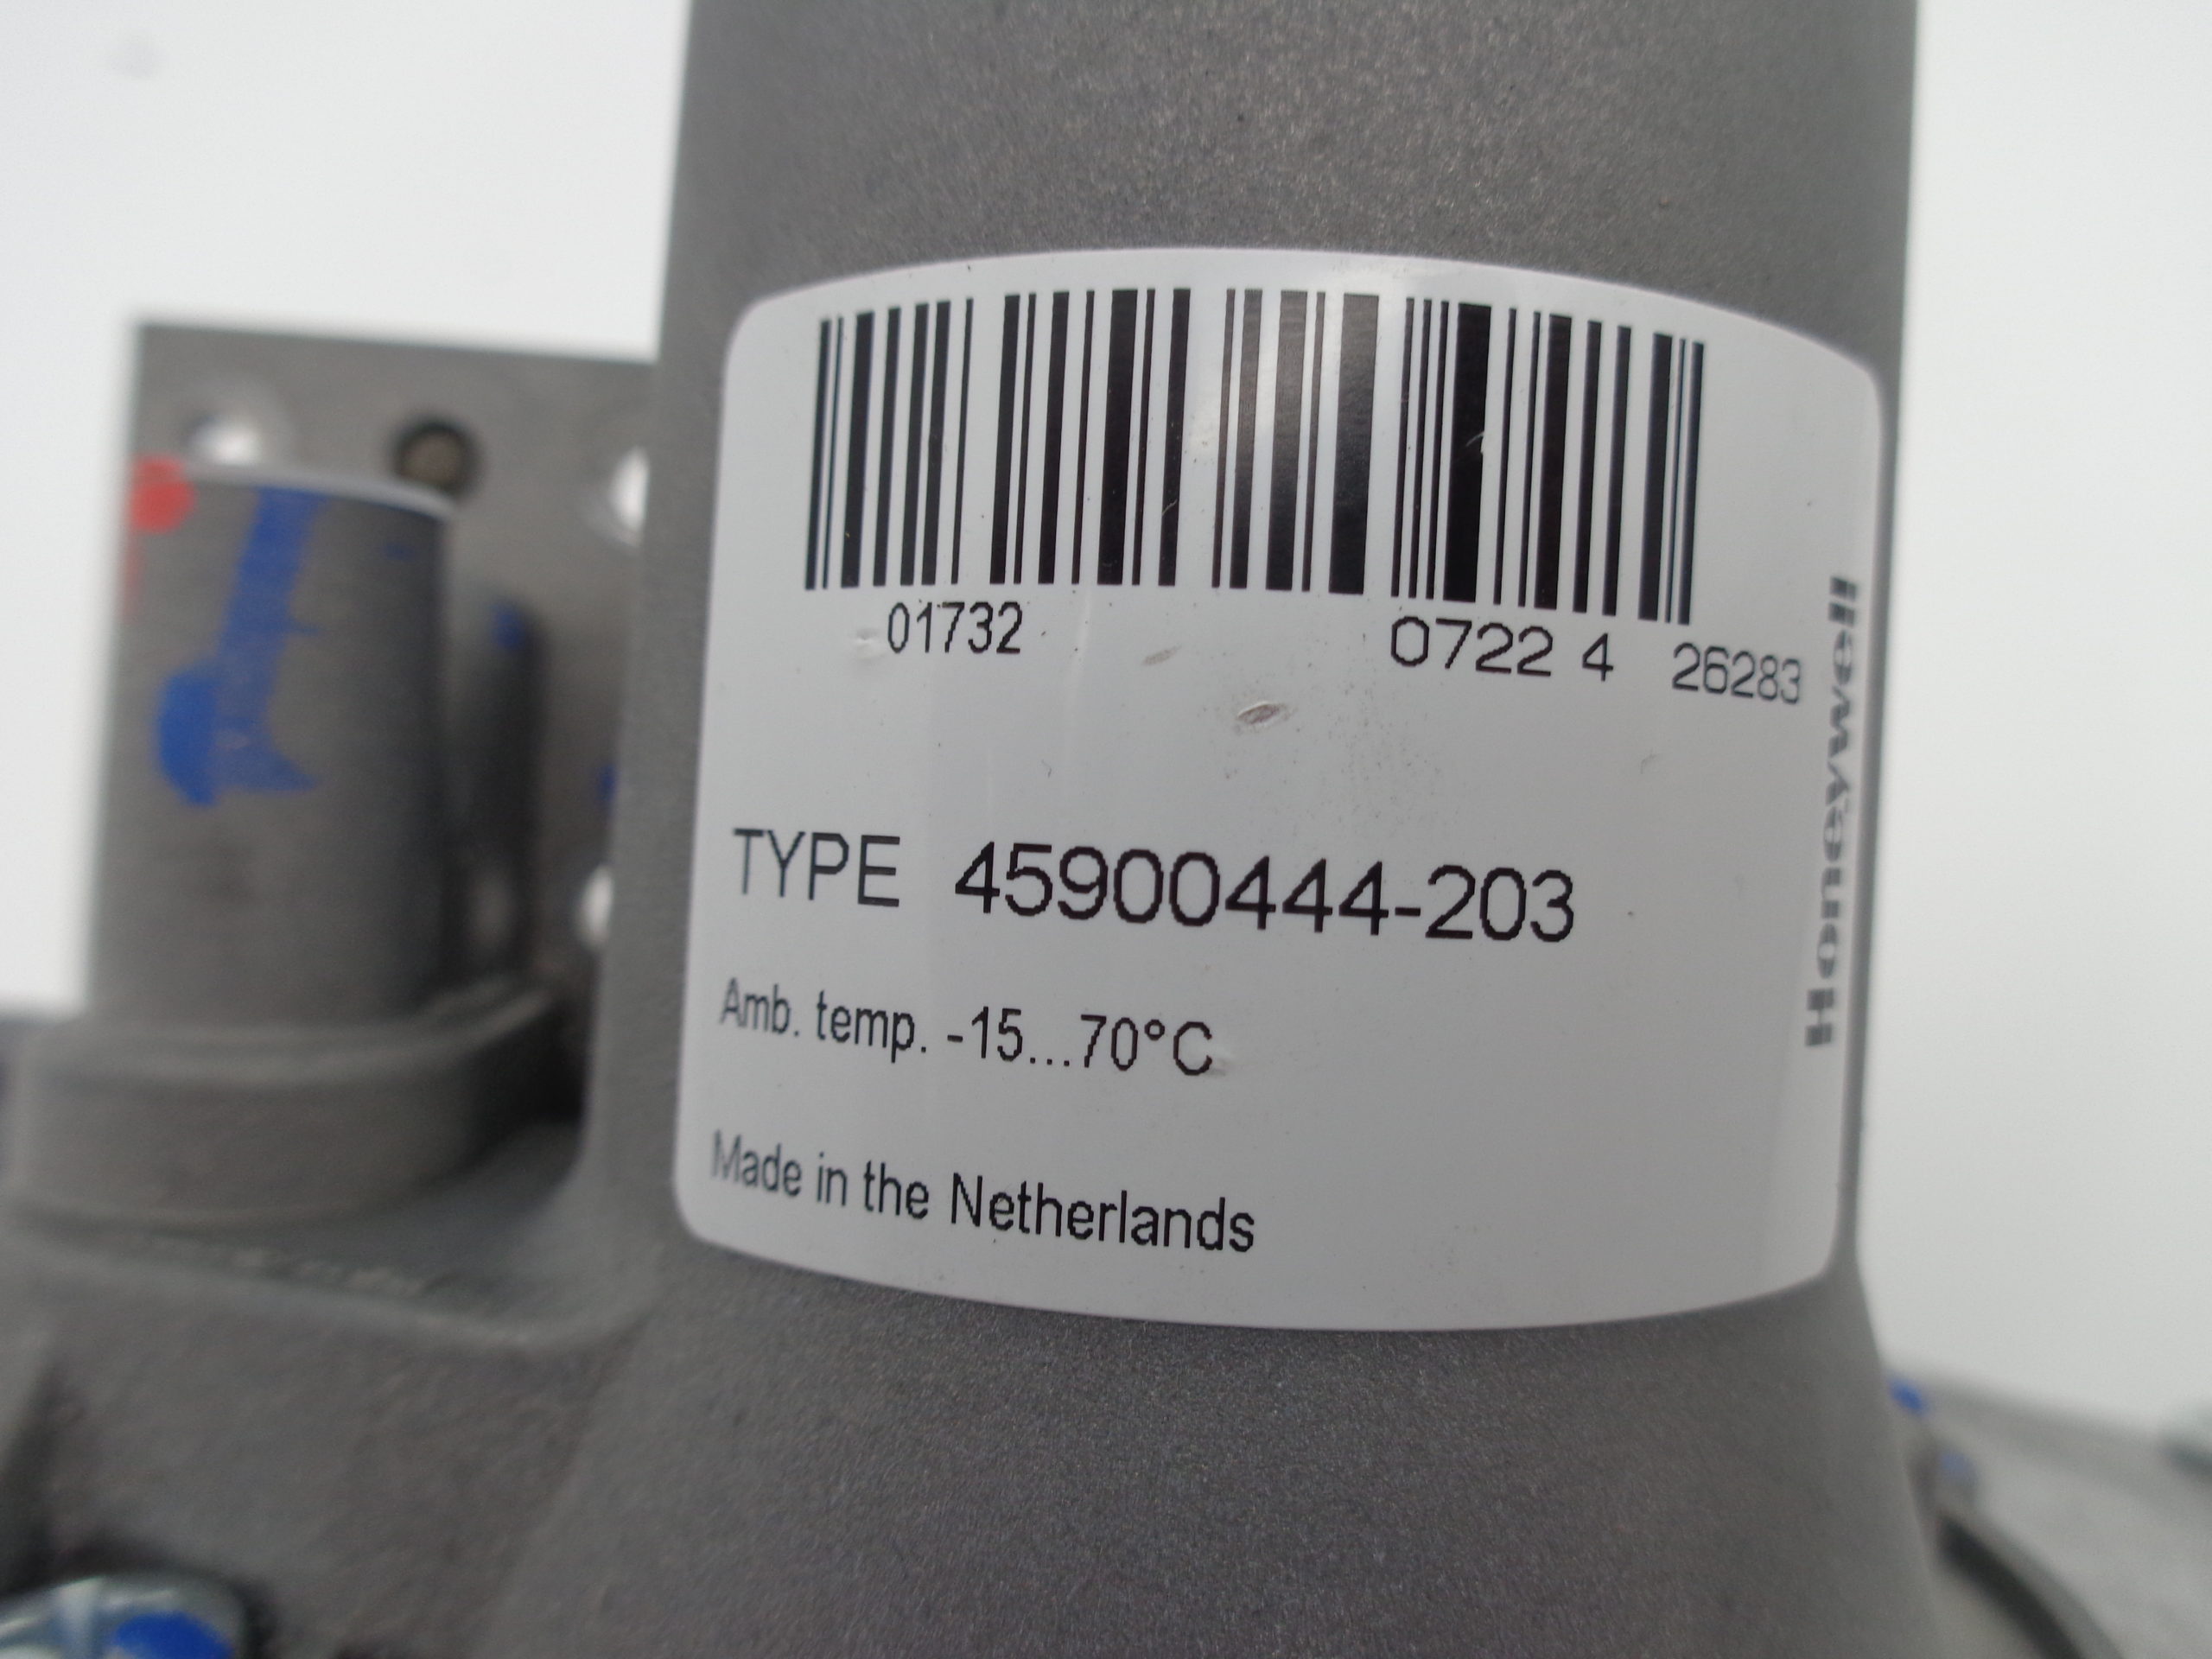 01732 0722 4 26283
TYPE 45900444-203
Amb. temp. -15...70°C
Made in the Netherlands
Honeywell